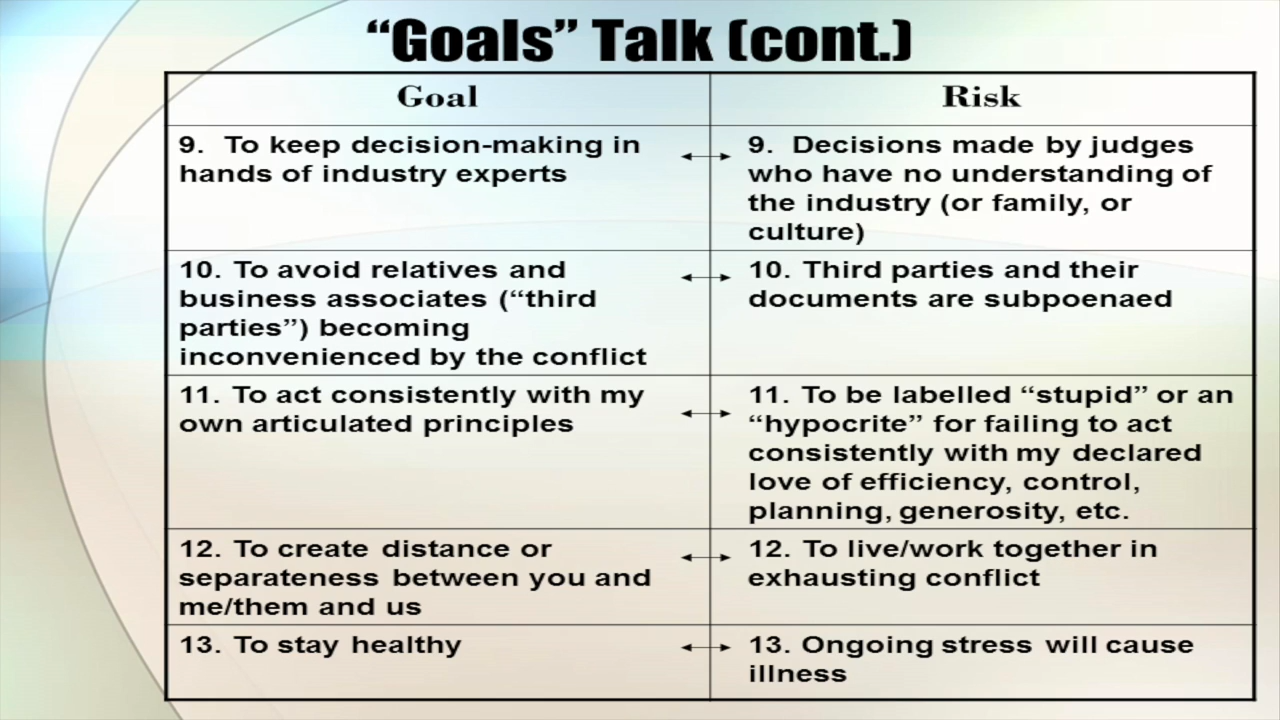 “Goals” Talk (cont.)
Goal
Risk
9. To keep decision-making in
hands of industry experts
9. Decisions made by judges
who have no understanding of
the industry (or family, or
culture)
10. To avoid relatives and
business associates (“third
parties”) becoming
inconvenienced by the conflict
10. Third parties and their
documents are subpoenaed
11. To act consistently with my
own articulated principles
11. To be labelled “stupid” or an
“hypocrite” for failing to act
consistently with my declared
love of efficiency, control,
planning, generosity, etc.
12. To create distance or
separateness between you and
me/them and us
12. To live/work together in
exhausting conflict
13. To stay healthy
13. Ongoing stress will cause
illness